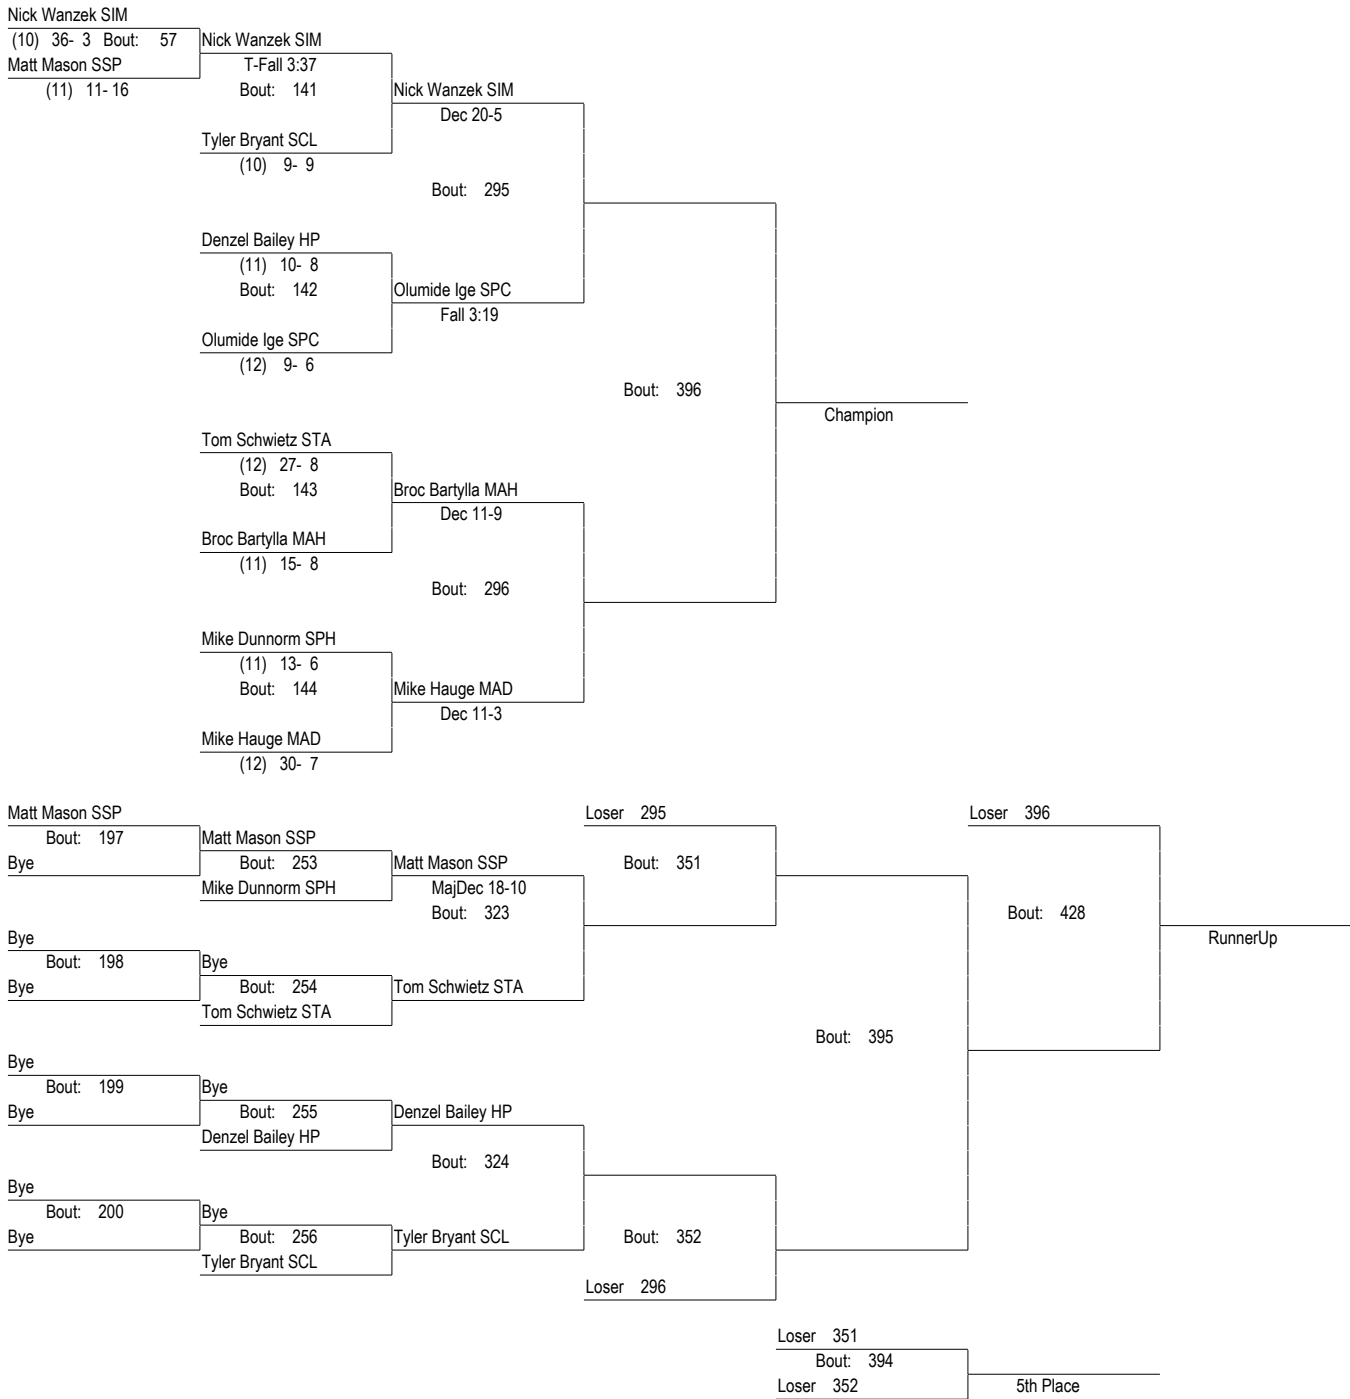 Nick Wanzek SIM
(10) 36- 3 Bout: 57
Nick Wanzek SIM
Matt Mason SSP
T-Fall 3:37
(11) 11- 16
Bout: 141
Nick Wanzek SIM
Dec 20-5
Tyler Bryant SCL
(10) 9- 9
Bout: 295
Denzel Bailey HP
(11) 10- 8
Bout: 142
Olumide Ige SPC
Fall 3:19
Olumide Ige SPC
(12) 9- 6
Bout: 396
Champion
Tom Schwietz STA
(12) 27- 8
Bout: 143
Broc Bartylla MAH
Dec 11-9
Broc Bartylla MAH
(11) 15- 8
Bout: 296
Mike Dunnorm SPH
(11) 13- 6
Bout: 144
Mike Hauge MAD
Dec 11-3
Mike Hauge MAD
(12) 30- 7
Matt Mason SSP
Loser 295
Loser 396
Bout: 197
Matt Mason SSP
Bye
Bout: 253
Matt Mason SSP
Bout: 351
Mike Dunnorm SPH
MajDec 18-10
Bout: 323
Bout: 428
Bye
RunnerUp
Bout: 198
Bye
Bye
Bout: 254
Tom Schwietz STA
Tom Schwietz STA
Bout: 395
Bye
Bout: 199
Bye
Bye
Bout: 255
Denzel Bailey HP
Denzel Bailey HP
Bout: 324
Bye
Bout: 200
Bye
Bye
Bout: 256
Tyler Bryant SCL
Bout: 352
Tyler Bryant SCL
Loser 296
Loser 351
Bout: 394
Loser 352
5th Place